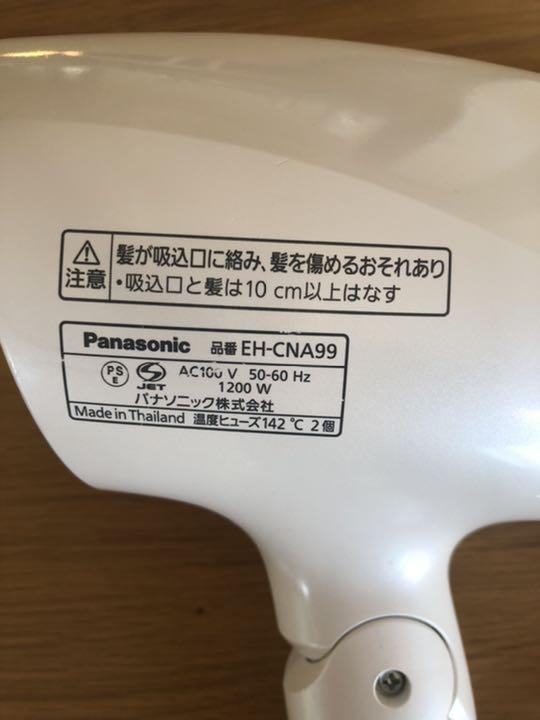 注意
髪が吸込口に絡み、髪を傷めるおそれあり
・吸込口と髪は10 cm以上はなす
Panasonic 品番 EH-CNA99
PS E JET AC100 V 50-60 Hz
1200 W
パナソニック株式会社
Made in Thailand 温度ヒューズ142 ℃ 2個